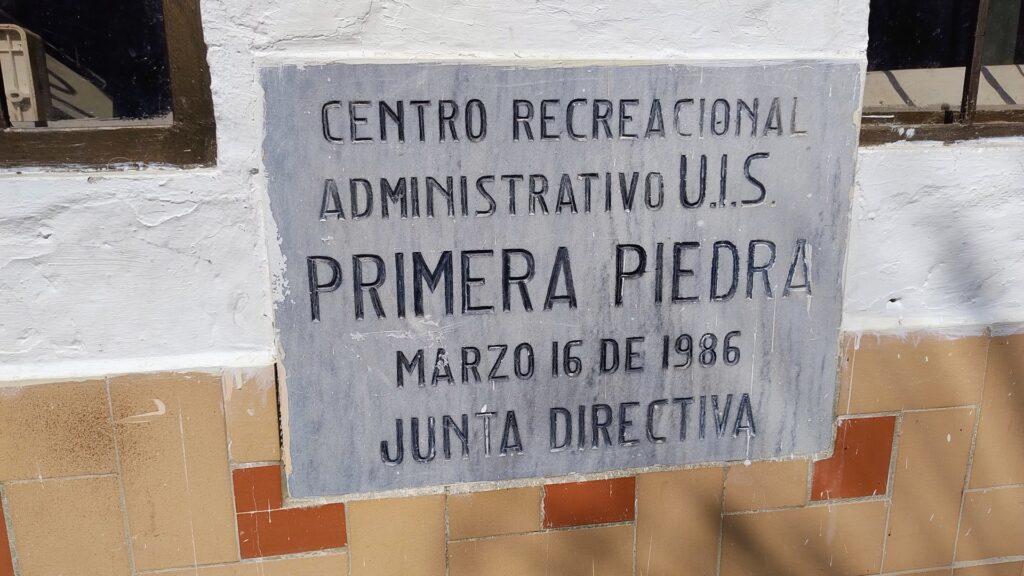 CENTRO RECREACIONAL
ADMINISTRATIVO U.I.S.
PRIMERA PIEDRA
MARZO 16 DE 1986
JUNTA DIRECTIVA